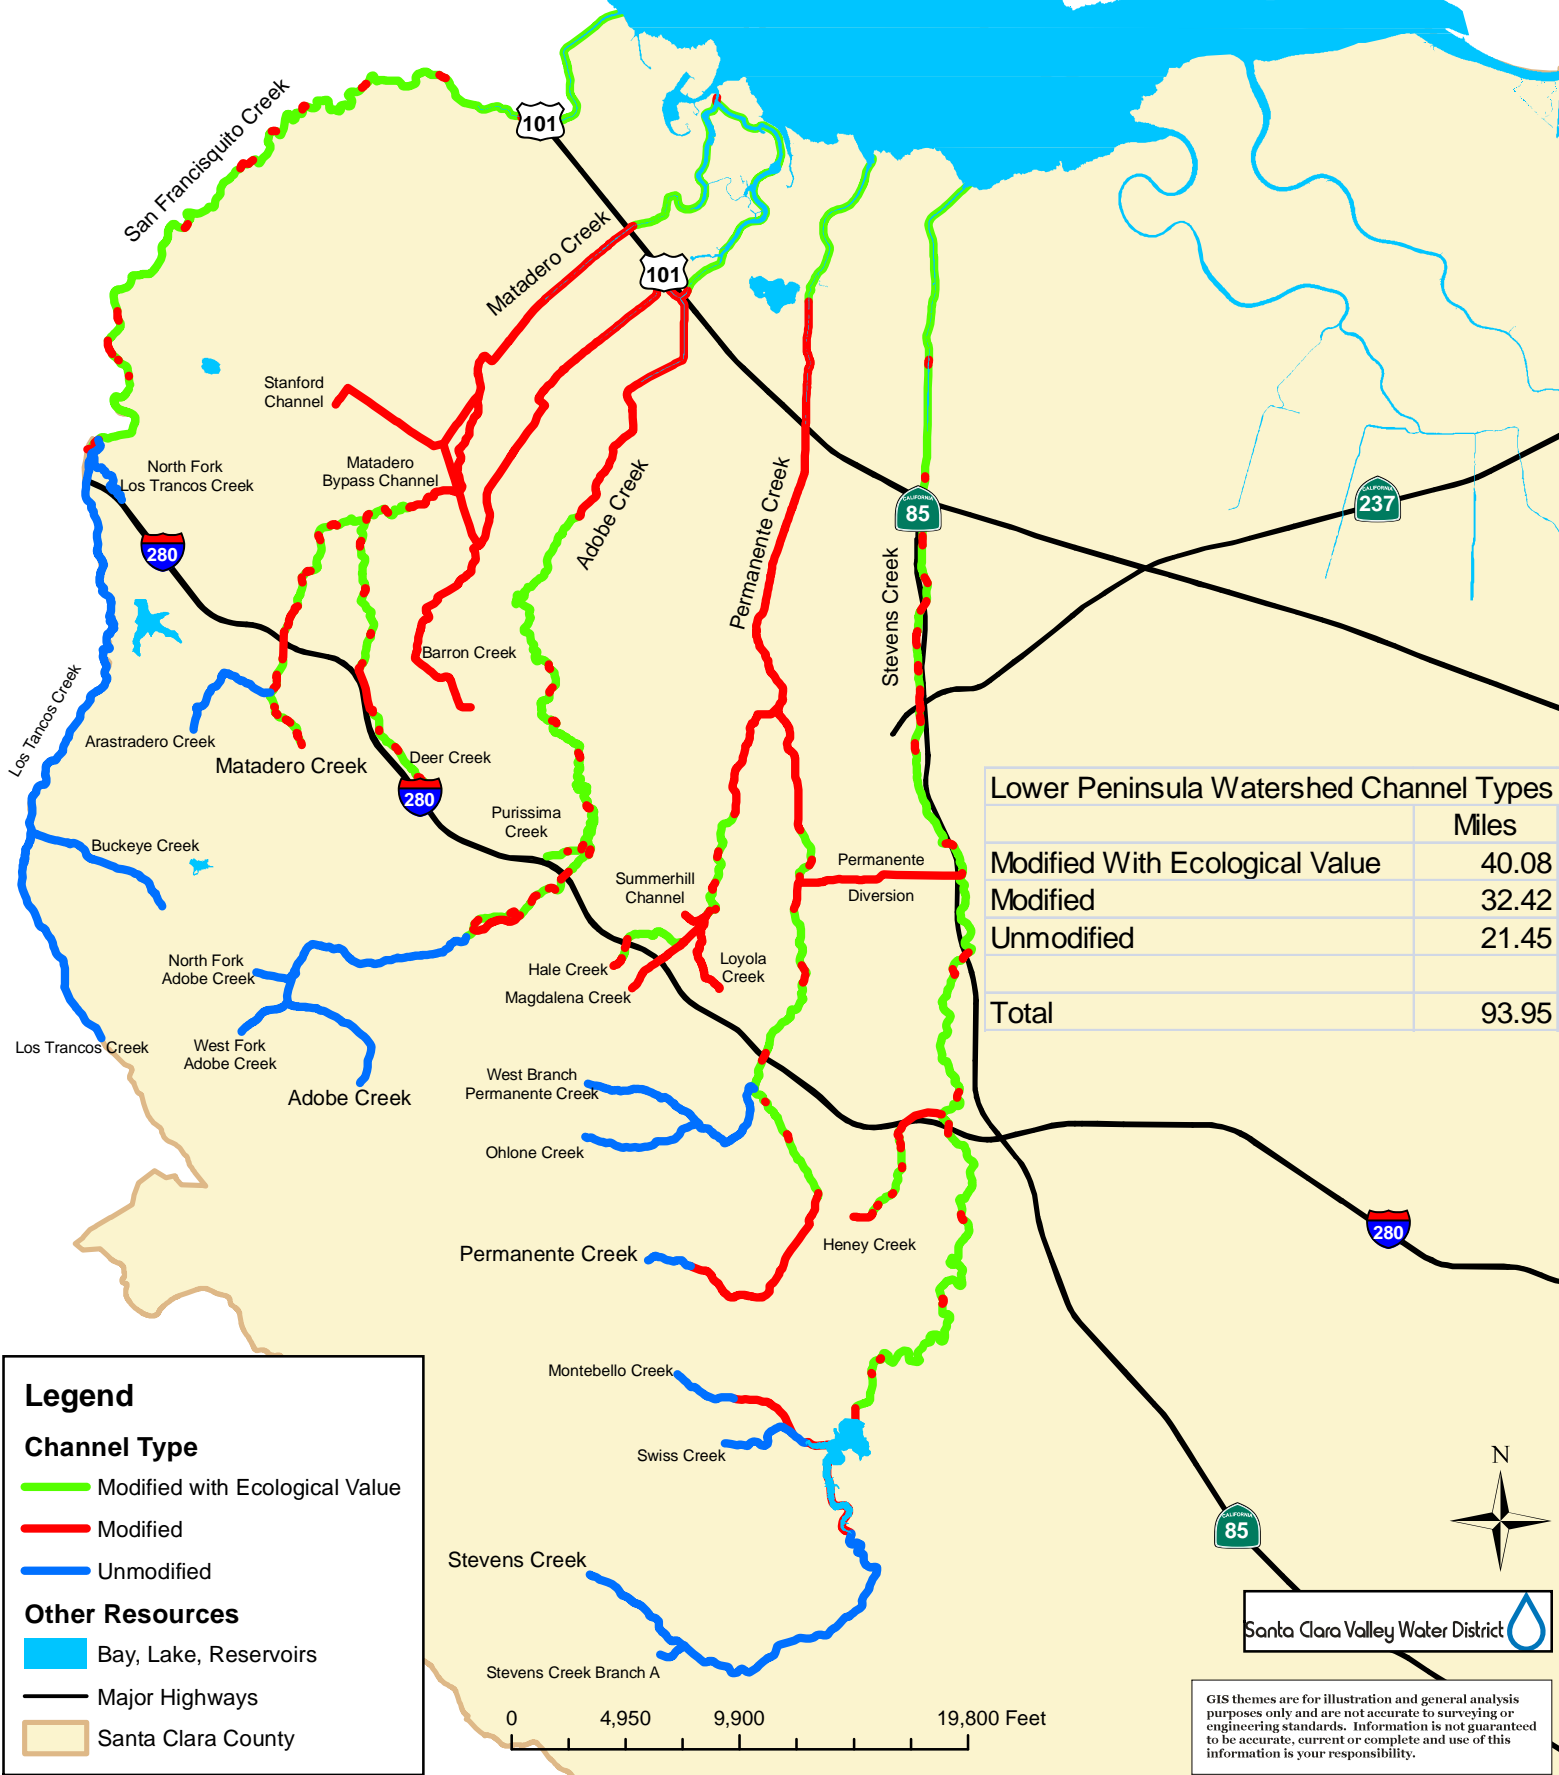 San Francisquito Creek
101
Matadero Creek
101
Stanford
Channel
North Fork
Los Trancos Creek
Matadero
Bypass Channel
Adobe Creek
Permanente Creek
85
CALIFORNIA
237
CALIFORNIA
280
Stevens Creek
Barron Creek
Los Tancos Creek
Arastradero Creek
Matadero Creek
Deer Creek
280
Purissima
Creek
Buckeye Creek
Permanente
Diversion
Summerhill
Channel
North Fork
Adobe Creek
Hale Creek
Loyola
Creek
Magdalena Creek
Los Trancos Creek
West Fork
Adobe Creek
Adobe Creek
West Branch
Permanente Creek
Ohlone Creek
Permanente Creek
Heney Creek
280
Montebello Creek
Swiss Creek
Stevens Creek
Stevens Creek Branch A
CALIFORNIA
85
Lower Peninsula Watershed Channel Types
Miles
Modified With Ecological Value 40.08
Modified 32.42
Unmodified 21.45
Total 93.95
Legend
Channel Type
Modified with Ecological Value
Modified
Unmodified
Other Resources
Bay, Lake, Reservoirs
Major Highways
Santa Clara County
0 4,950 9,900 19,800 Feet
N
Santa Clara Valley Water District
GIS themes are for illustration and general analysis
purposes only and are not accurate to surveying or
engineering standards. Information is not guaranteed
to be accurate, current or complete and use of this
information is your responsibility.